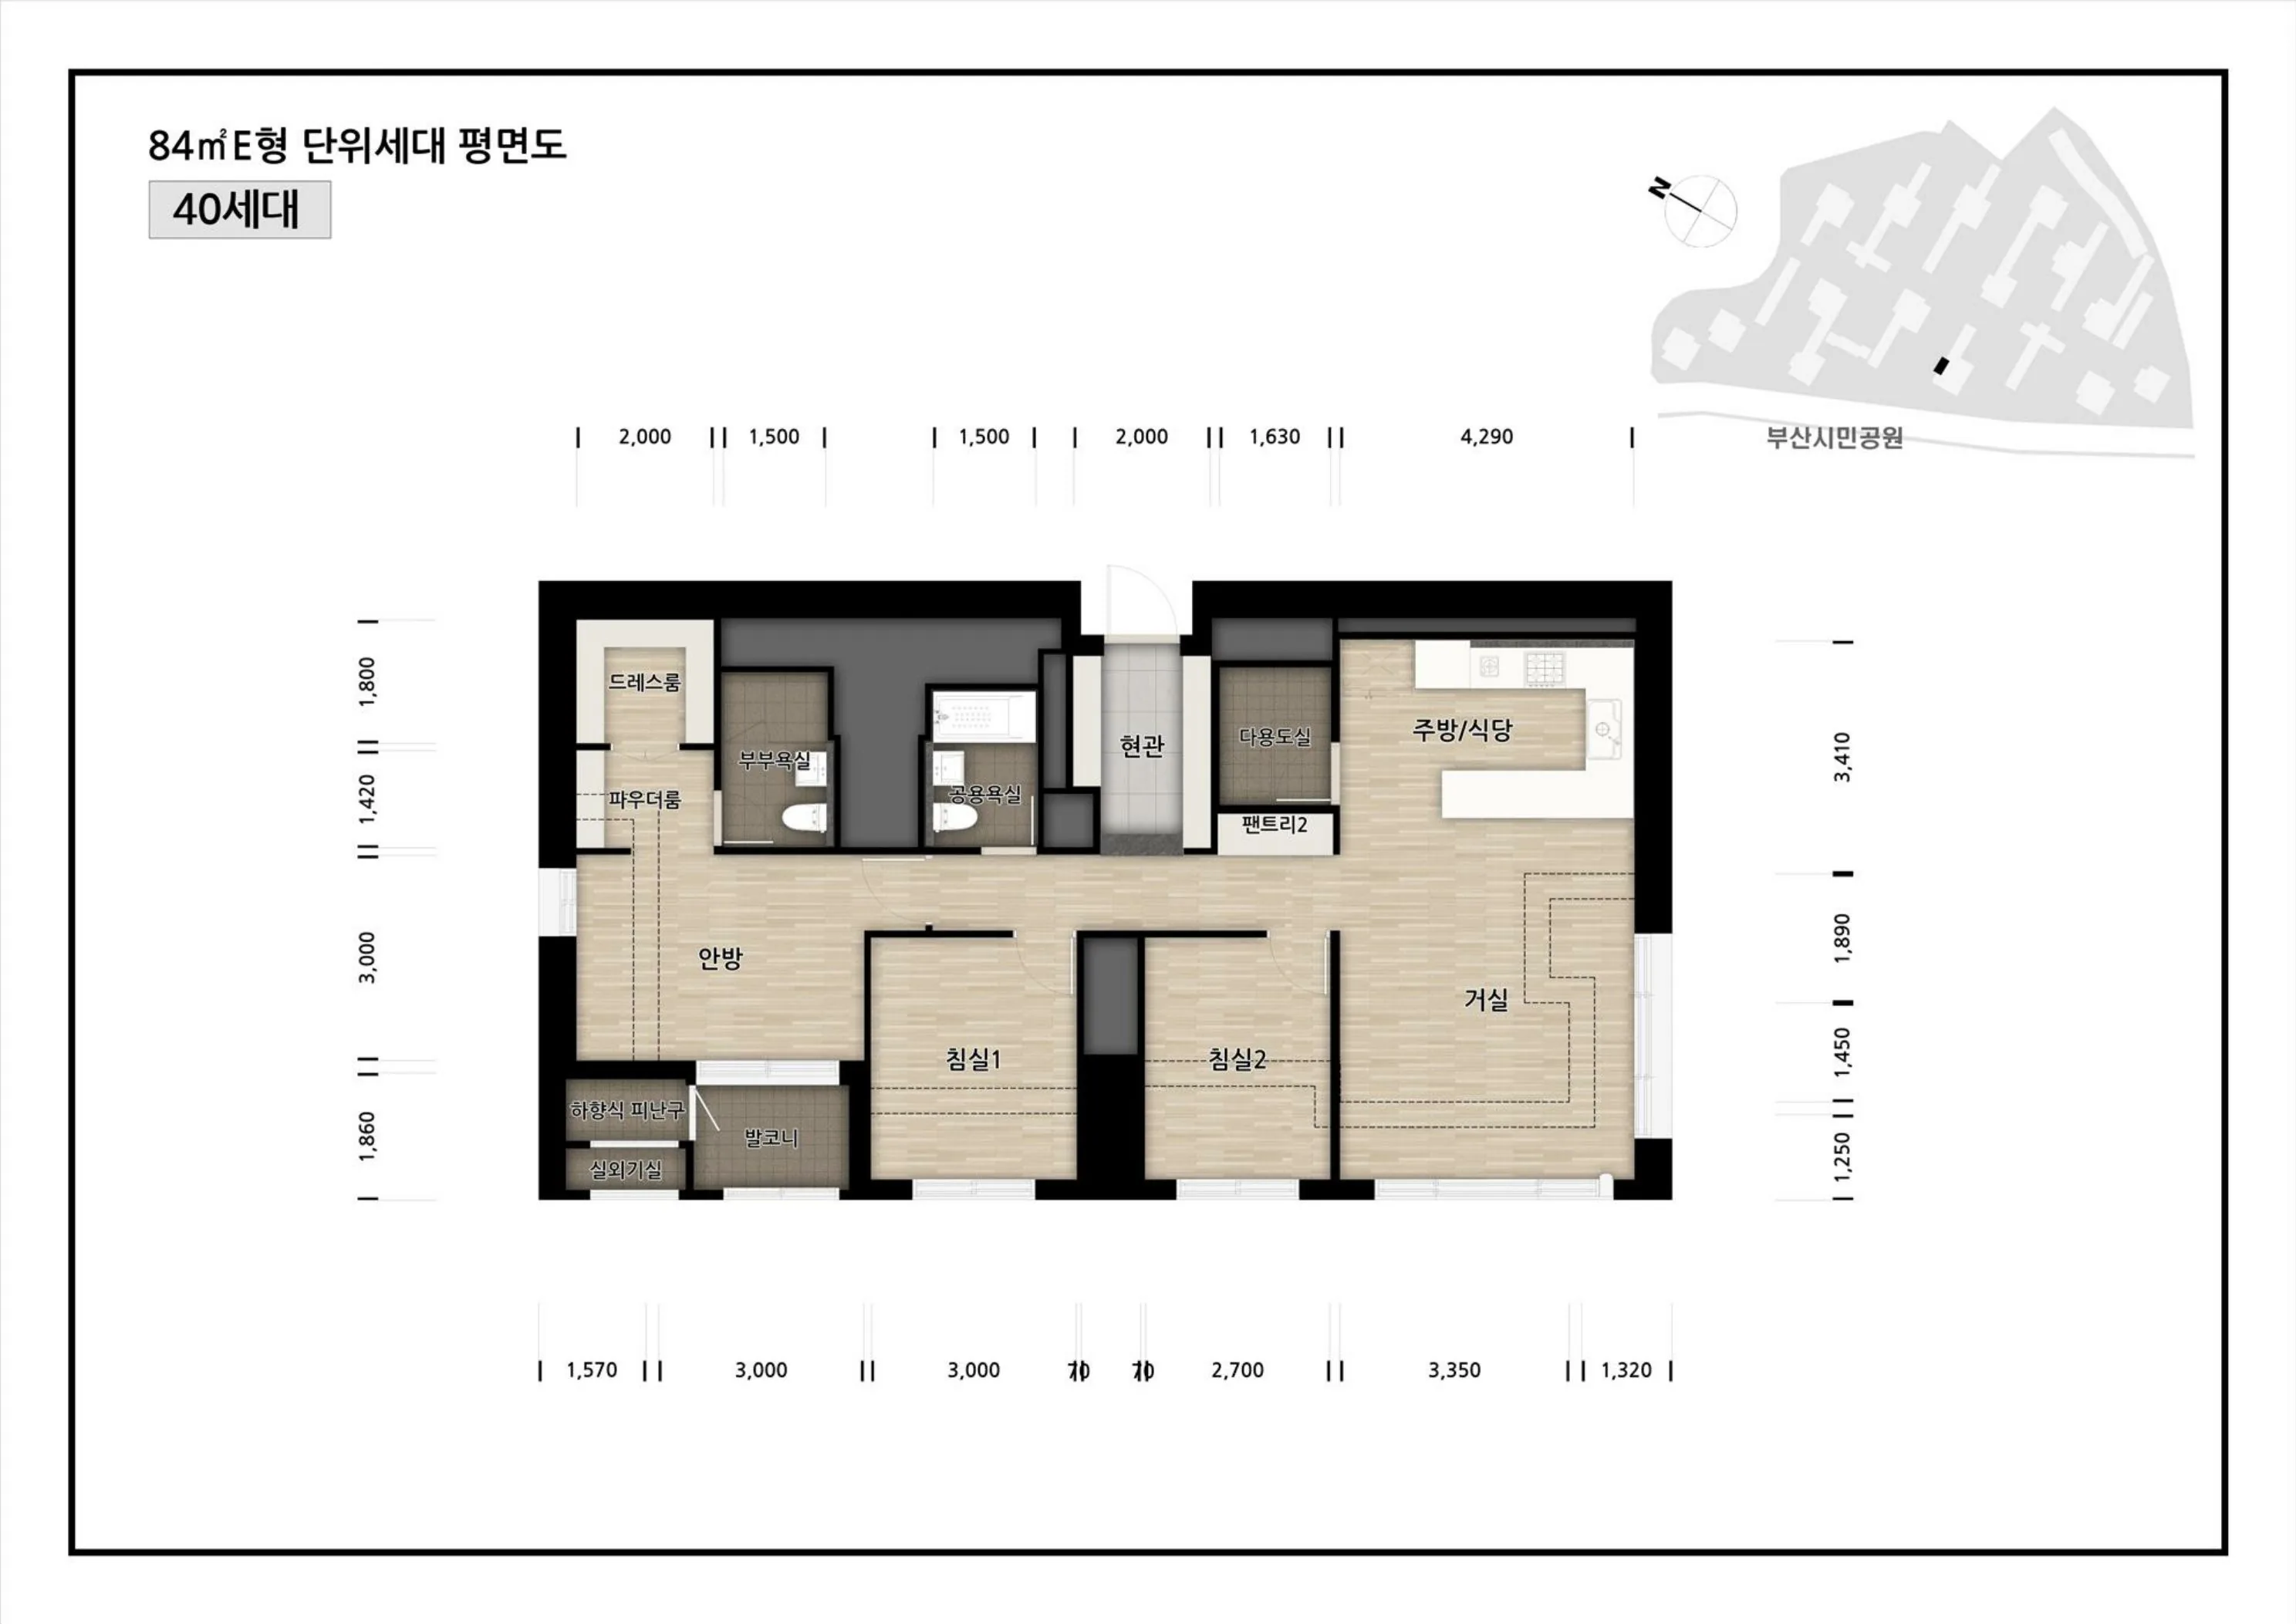 84㎡E형 단위세대 평면도
40세대
N
부산시민공원
2,000 1,500 1,500 2,000 1,630 4,290
1,800
1,420
3,000
1,860
3,410
1,890
1,450
1,250
드레스룸
파우더룸
부부욕실
공용욕실
현관
다용도실
팬트리2
주방/식당
안방
침실1
침실2
거실
하향식 피난구
발코니
실외기실
1,570 3,000 3,000 70 70 2,700 3,350 1,320